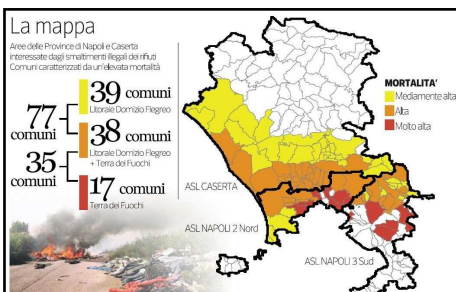 La mappa
Aree delle Province di Napoli e Caserta
interessate dagli smaltimenti illegali dei rifiuti
Comuni caratterizzati da un'elevata mortalità
39 comuni
Litorale Domizio Flegreo
77
comuni
38 comuni
Litorale Domizio Flegreo
+ Terra dei Fuochi
35
comuni
17 comuni
Terra dei Fuochi
MORTALITA'
Mediamente alta
Alta
Molto alta
ASL CASERTA
ASL NAPOLI 2 Nord
ASL NAPOLI 3 Sud